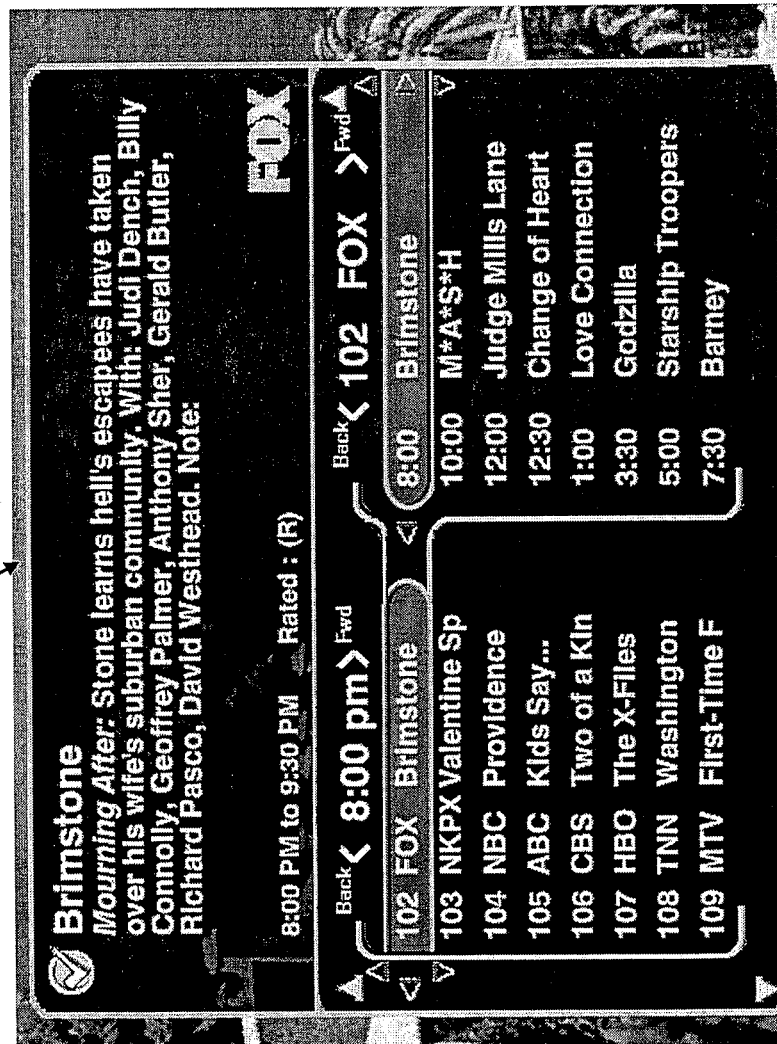 Brimstone
Mourning After: Stone learns hell's escapees have taken
over his wife's suburban community. With: Judi Dench, Billy
Connolly, Geoffrey Palmer, Anthony Sher, Gerald Butler,
Richard Pasco, David Westhead. Note:
8:00 PM to 9:30 PM Rated : (R)
FOX
Back < 8:00 pm > Fwd
102 FOX Brimstone
103 NKPX Valentine Sp
104 NBC Providence
105 ABC Kids Say...
106 CBS Two of a Kin
107 HBO The X-Files
108 TNN Washington
109 MTV First-Time F
Back < 102 FOX > Fwd
8:00 Brimstone
10:00 M*A*S*H
12:00 Judge Mills Lane
12:30 Change of Heart
1:00 Love Connection
3:30 Godzilla
5:00 Starship Troopers
7:30 Barney